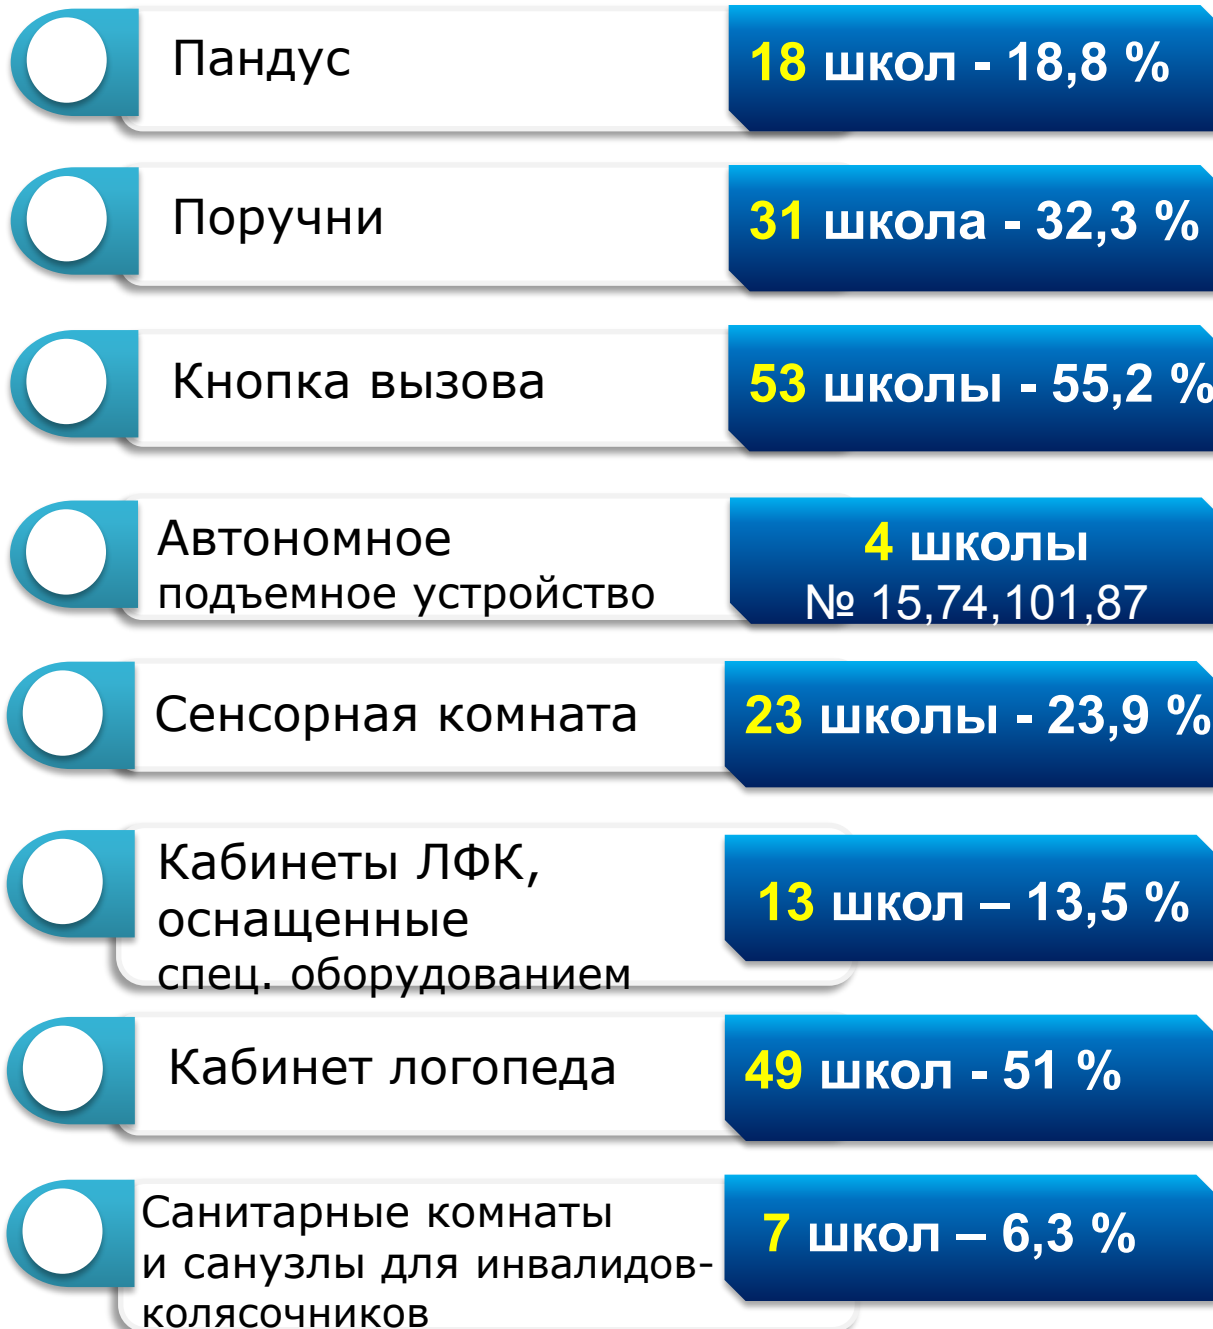 Пандус
18 школ - 18,8 %
Поручни
31 школа - 32,3 %
Кнопка вызова
53 школы - 55,2 %
Автономное
подъемное устройство
4 школы
№ 15,74,101,87
Сенсорная комната
23 школы - 23,9 %
Кабинеты ЛФК,
оснащенные
спец. оборудованием
13 школ – 13,5 %
Кабинет логопеда
49 школ - 51 %
Санитарные комнаты
и санузлы для инвалидов-
колясочников
7 школ – 6,3 %